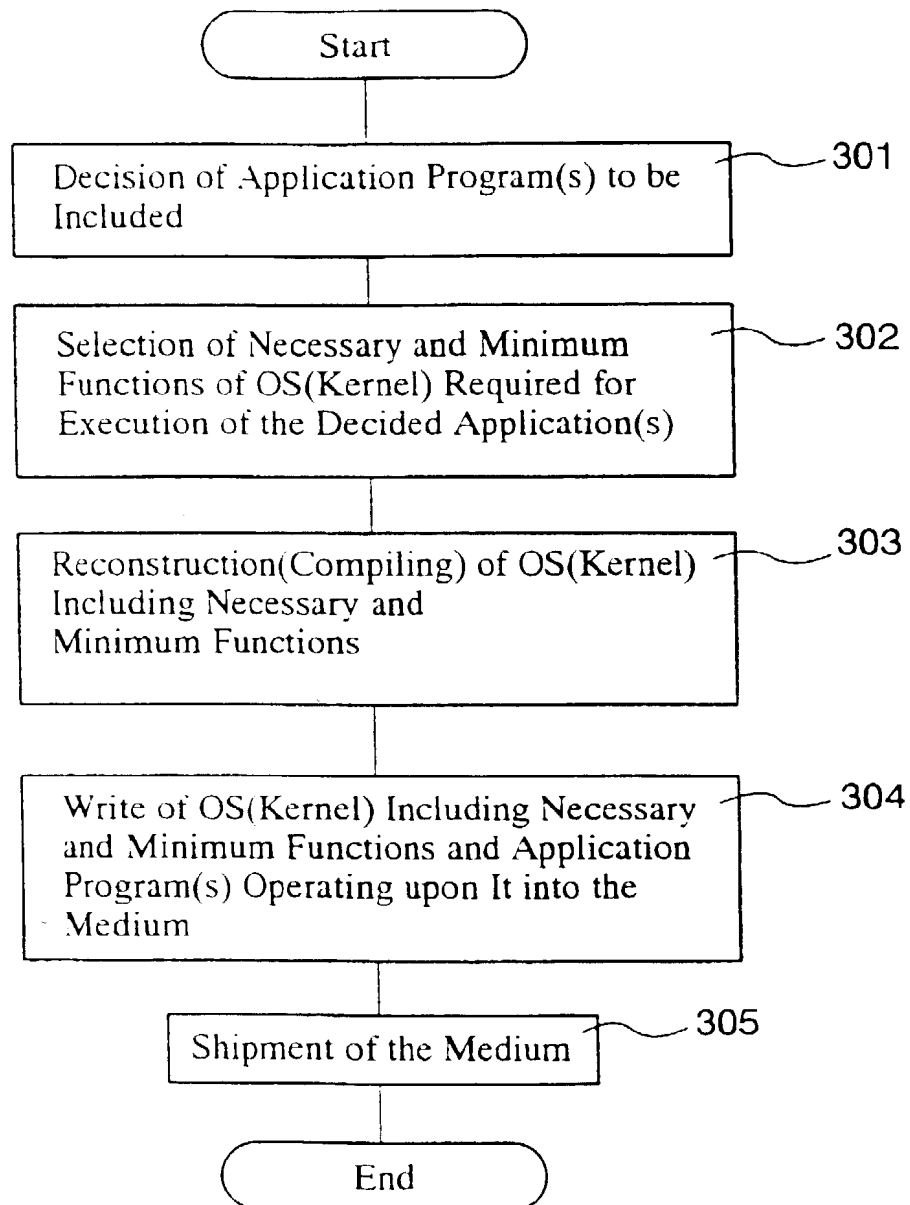 Start
301
Decision of Application Program(s) to be
Included
302
Selection of Necessary and Minimum
Functions of OS(Kernel) Required for
Execution of the Decided Application(s)
303
Reconstruction(Compiling) of OS(Kernel)
Including Necessary and
Minimum Functions
304
Write of OS(Kernel) Including Necessary
and Minimum Functions and Application
Program(s) Operating upon It into the
Medium
305
Shipment of the Medium
End